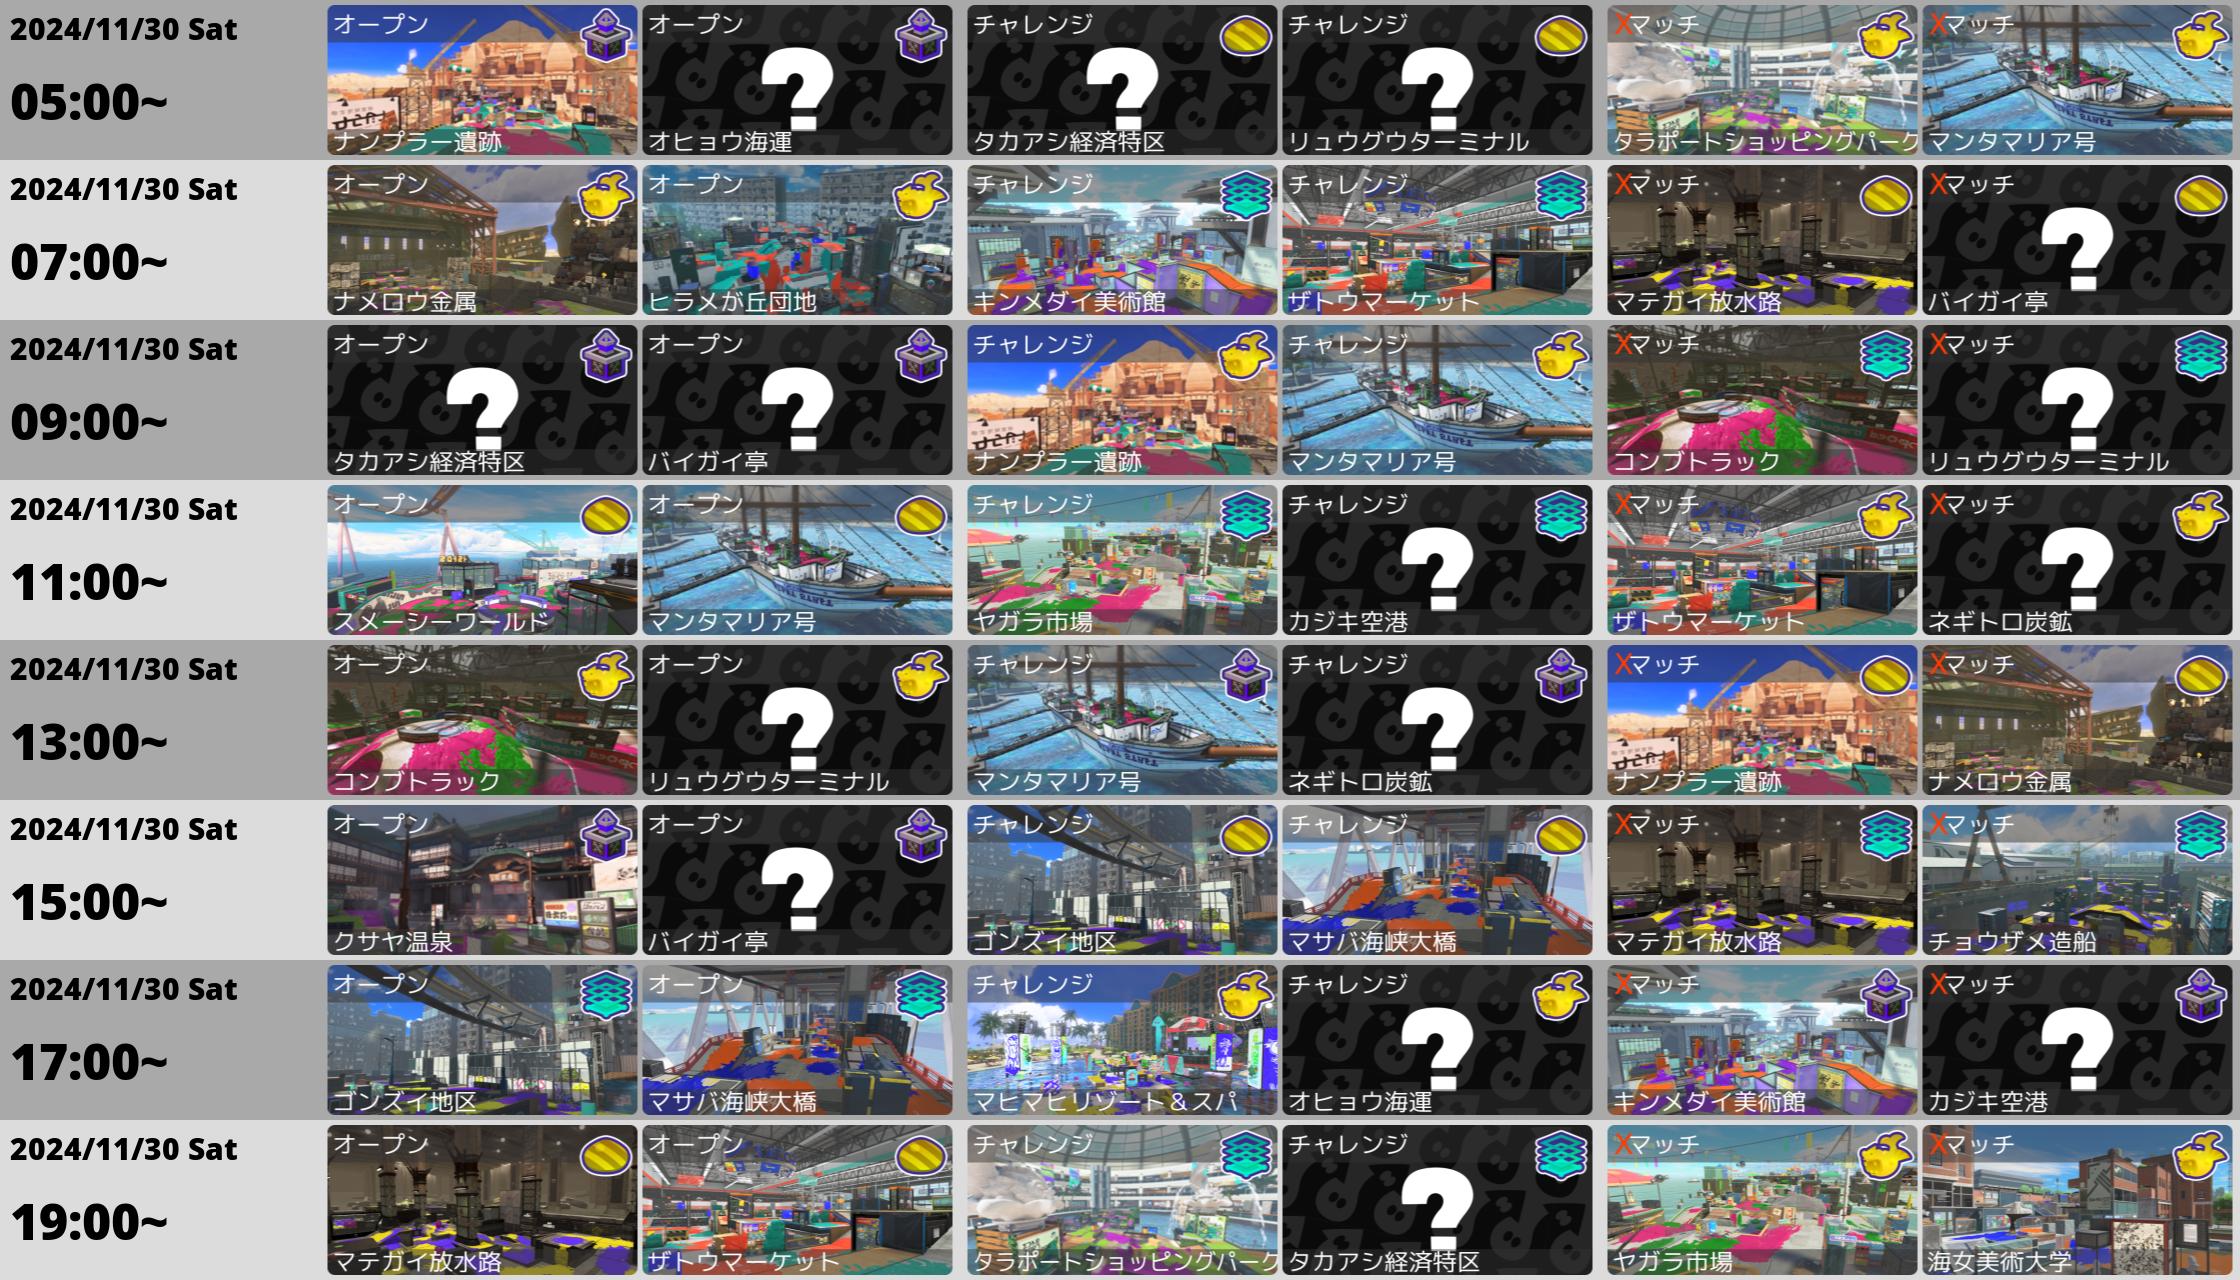 2024/11/30 Sat
05:00~
オープン
ナンプラー遺跡
オープン
オヒョウ海運
チャレンジ
タカアシ経済特区
チャレンジ
リュウグウターミナル
Xマッチ
タラポートショッピングパーク
Xマッチ
マンタマリア号
2024/11/30 Sat
07:00~
オープン
ナメロウ金属
オープン
ヒラメが丘団地
チャレンジ
キンメダイ美術館
チャレンジ
ザトウマーケット
Xマッチ
マテガイ放水路
Xマッチ
バイガイ亭
2024/11/30 Sat
09:00~
オープン
タカアシ経済特区
オープン
バイガイ亭
チャレンジ
ナンプラー遺跡
チャレンジ
マンタマリア号
Xマッチ
コンブトラック
Xマッチ
リュウグウターミナル
2024/11/30 Sat
11:00~
オープン
スメーシーワールド
オープン
マンタマリア号
チャレンジ
ヤガラ市場
チャレンジ
カジキ空港
Xマッチ
ザトウマーケット
Xマッチ
ネギトロ炭鉱
2024/11/30 Sat
13:00~
オープン
コンブトラック
オープン
リュウグウターミナル
チャレンジ
マンタマリア号
チャレンジ
ネギトロ炭鉱
Xマッチ
ナンプラー遺跡
Xマッチ
ナメロウ金属
2024/11/30 Sat
15:00~
オープン
クサヤ温泉
オープン
バイガイ亭
チャレンジ
ゴンズイ地区
チャレンジ
マサバ海峡大橋
Xマッチ
マテガイ放水路
Xマッチ
チョウザメ造船
2024/11/30 Sat
17:00~
オープン
ゴンズイ地区
オープン
マサバ海峡大橋
チャレンジ
マヒマヒリゾート＆スパ
チャレンジ
オヒョウ海運
Xマッチ
キンメダイ美術館
Xマッチ
カジキ空港
2024/11/30 Sat
19:00~
オープン
マテガイ放水路
オープン
ザトウマーケット
チャレンジ
タラポートショッピングパーク
チャレンジ
タカアシ経済特区
Xマッチ
ヤガラ市場
Xマッチ
海女美術大学